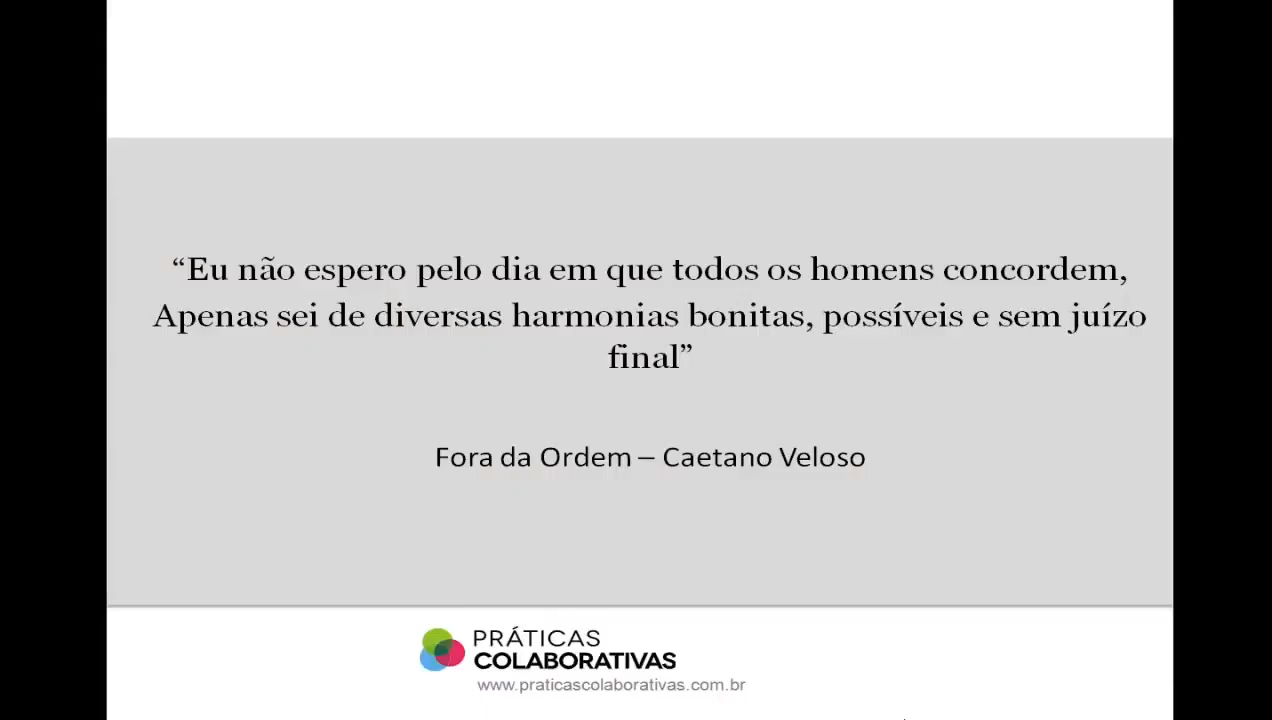 “Eu não espero pelo dia em que todos os homens concordem,
Apenas sei de diversas harmonias bonitas, possíveis e sem juízo
final”
Fora da Ordem – Caetano Veloso
PRÁTICAS
COLABORATIVAS
www.praticascolaborativas.com.br